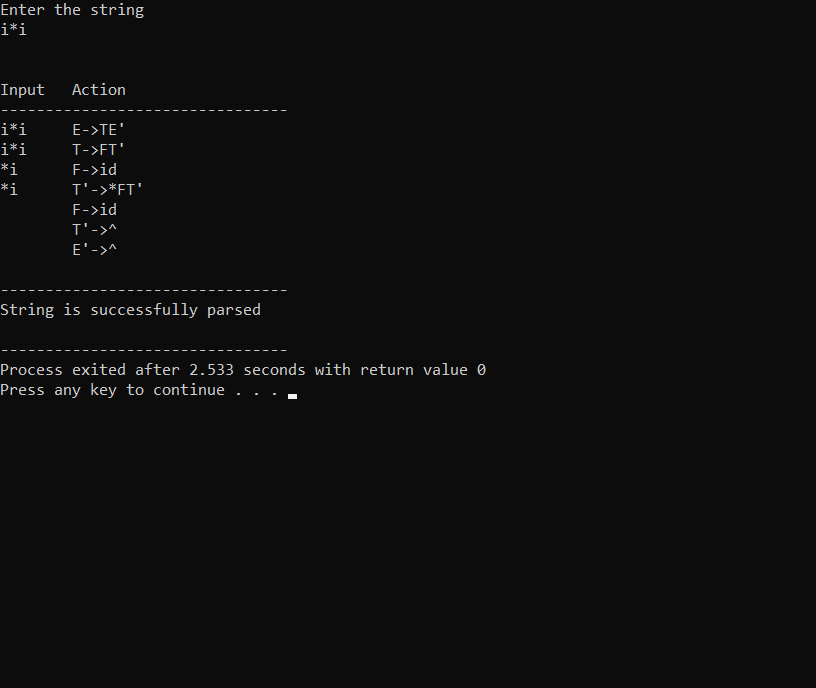 Enter the string
i*i
Input   Action
--------------------------------
i*i     E->TE'
i*i     T->FT'
*i      F->id
*i      T'->*FT'
        F->id
        T'->^
        E'->^
--------------------------------
String is successfully parsed
--------------------------------
Process exited after 2.533 seconds with return value 0
Press any key to continue . . .